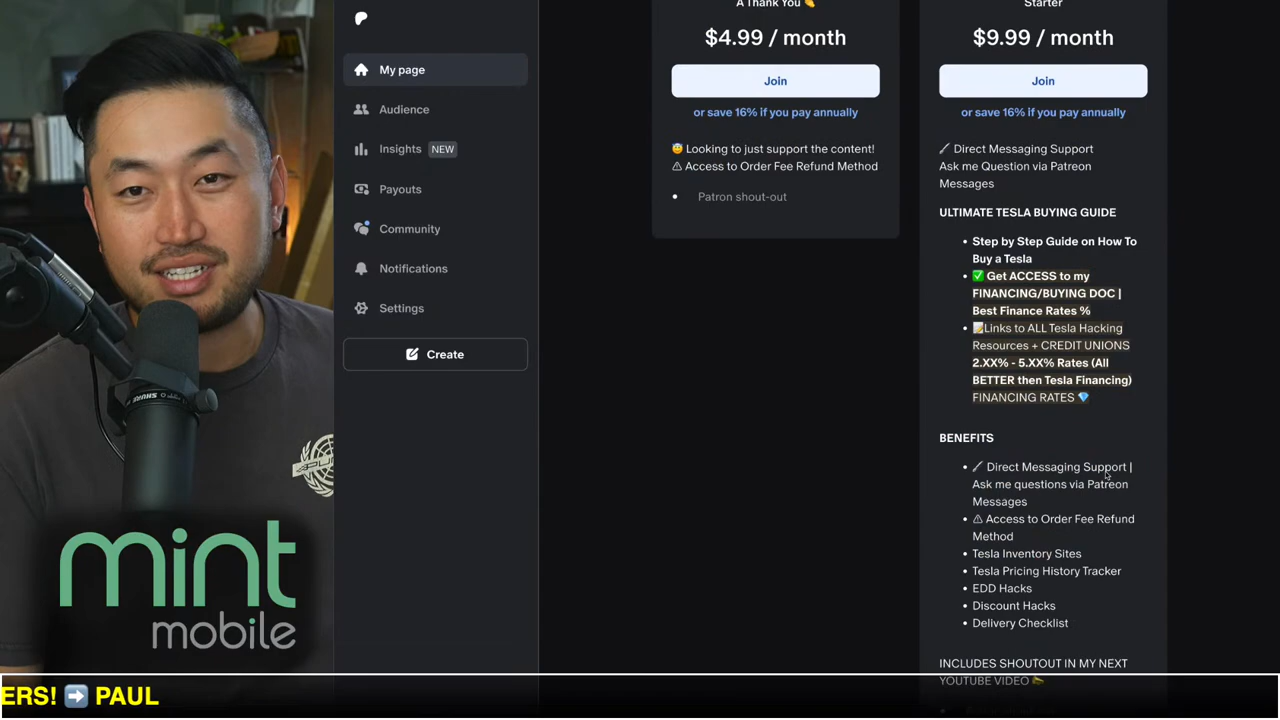 My page
Audience
Insights NEW
Payouts
Community
Notifications
Settings
Create
A Thank You
$4.99 / month
Join
or save 16% if you pay annually
😇 Looking to just support the content!
⚠ Access to Order Fee Refund Method
• Patron shout-out
Starter
$9.99 / month
Join
or save 16% if you pay annually
🖌 Direct Messaging Support
Ask me Question via Patreon
Messages
ULTIMATE TESLA BUYING GUIDE
• Step by Step Guide on How To
Buy a Tesla
• ✅ Get ACCESS to my
FINANCING/BUYING DOC |
Best Finance Rates %
• 📝Links to ALL Tesla Hacking
Resources + CREDIT UNIONS
2.XX% - 5.XX% Rates (All
BETTER then Tesla Financing)
FINANCING RATES 💎
BENEFITS
• 🖌 Direct Messaging Support |
Ask me questions via Patreon
Messages
• ⚠ Access to Order Fee Refund
Method
• Tesla Inventory Sites
• Tesla Pricing History Tracker
• EDD Hacks
• Discount Hacks
• Delivery Checklist
INCLUDES SHOUTOUT IN MY NEXT
YOUTUBE VIDEO
SHURE
mint
mobile
ERS! ➡️ PAUL